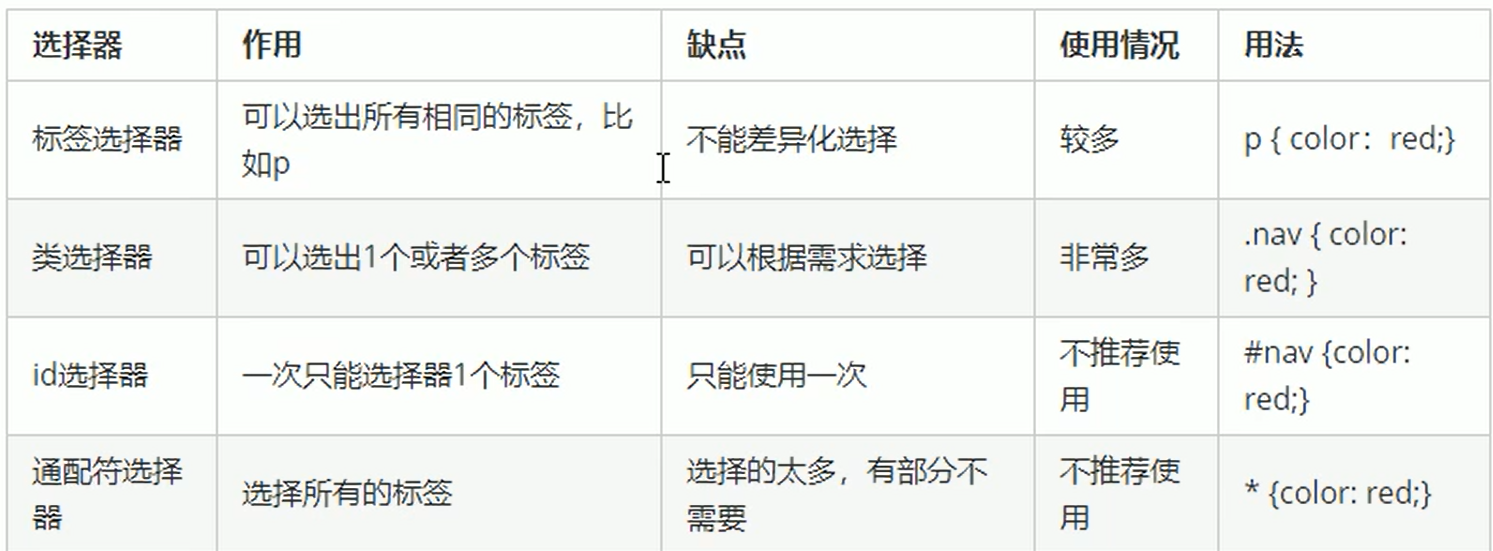 选择器
作用
缺点
使用情况
用法
标签选择器
可以选出所有相同的标签，比
如p
不能差异化选择
较多
p { color：red;}
类选择器
可以选出1个或者多个标签
可以根据需求选择
非常多
.nav { color:
red; }
id选择器
一次只能选择器1个标签
只能使用一次
不推荐使
用
#nav {color:
red;}
通配符选择
器
选择所有的标签
选择的太多，有部分不
需要
不推荐使
用
* {color: red;}